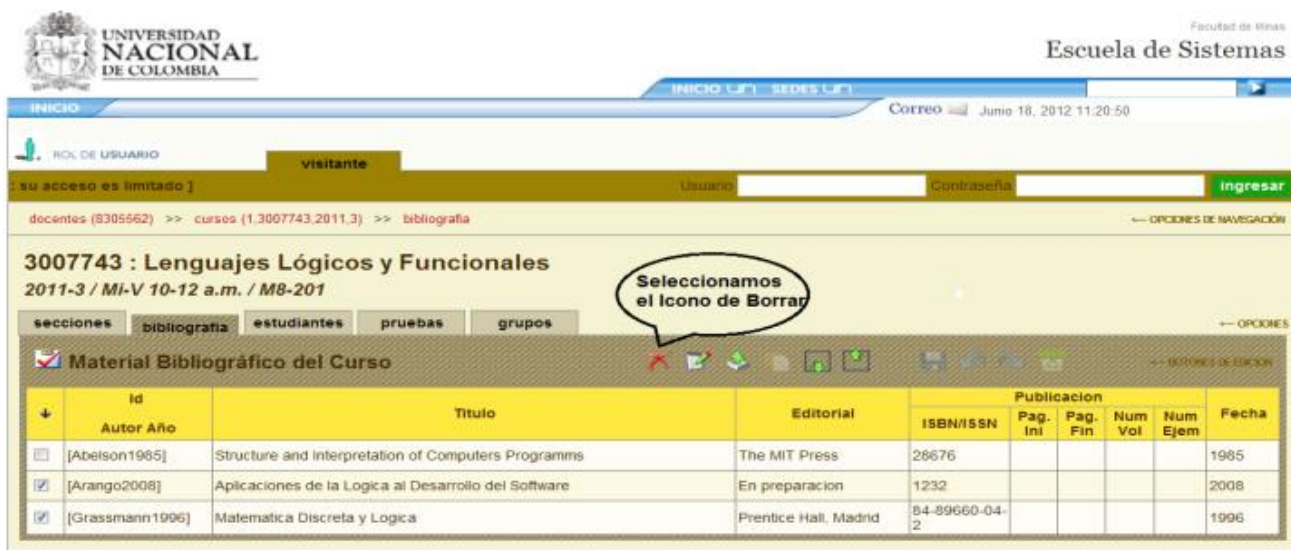 UNIVERSIDAD
NACIONAL
DE COLOMBIA
Facultad de Minas
Escuela de Sistemas
INICIO UN SEDES UN
INICIO
Correo Junio 18, 2012 11:20:50
ROL DE USUARIO
visitante
: su acceso es limitado ]
Usuario
Contraseña
ingresar
docentes (8305562) >> cursos (1,3007743,2011,3) >> bibliografia
<-- OPCIONES DE NAVEGACIÓN
3007743 : Lenguajes Lógicos y Funcionales
2011-3 / Mi-V 10-12 a.m. / M8-201
Seleccionamos
el Icono de Borrar
secciones bibliografia estudiantes pruebas grupos
<-- OPCIONES
Material Bibliográfico del Curso
<-- BOTONES DE EDICION
Id
Autor Año
Titulo
Editorial
Publicacion
ISBN/ISSN
Pag. Ini
Pag. Fin
Num Vol
Num Ejem
Fecha
[Abelson1985] Structure and Interpretation of Computers Programms The MIT Press 28676 1985
[Arango2008] Aplicaciones de la Logica al Desarrollo del Software En preparacion 1232 2008
[Grassmann1996] Matematica Discreta y Logica Prentice Hall, Madrid 84-89660-04-2 1996